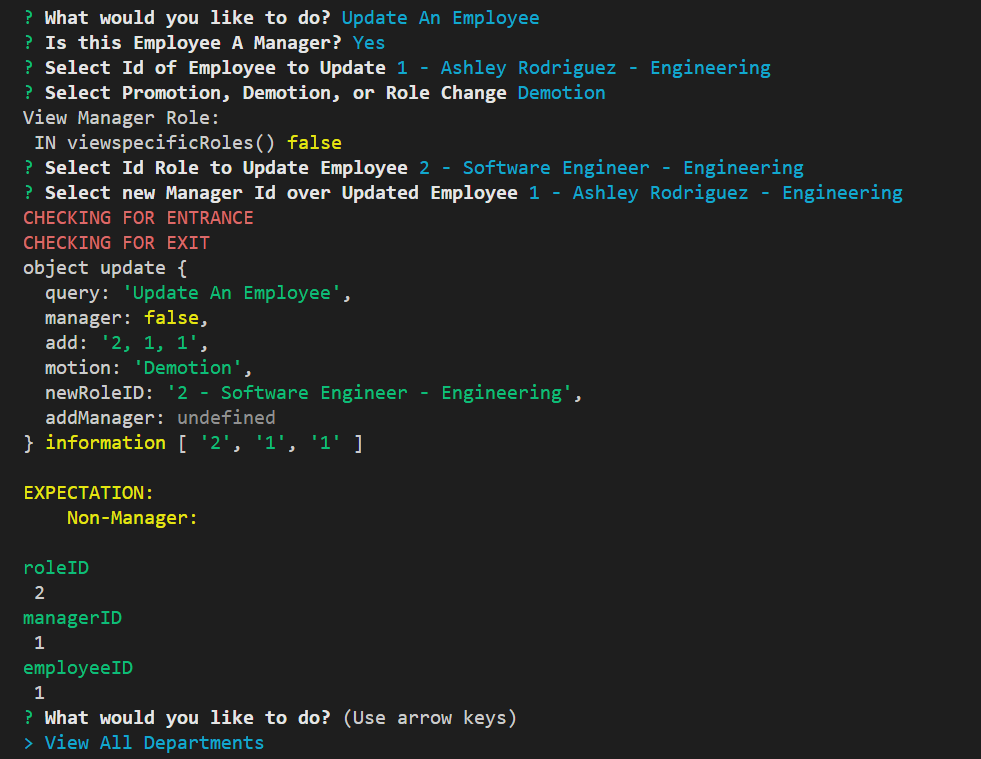 ? What would you like to do? Update An Employee
? Is this Employee A Manager? Yes
? Select Id of Employee to Update 1 - Ashley Rodriguez - Engineering
? Select Promotion, Demotion, or Role Change Demotion
View Manager Role:
 IN viewspecificRoles() false
? Select Id Role to Update Employee 2 - Software Engineer - Engineering
? Select new Manager Id over Updated Employee 1 - Ashley Rodriguez - Engineering
CHECKING FOR ENTRANCE
CHECKING FOR EXIT
object update {
  query: 'Update An Employee',
  manager: false,
  add: '2, 1, 1',
  motion: 'Demotion',
  newRoleID: '2 - Software Engineer - Engineering',
  addManager: undefined
} information [ '2', '1', '1' ]

EXPECTATION:
    Non-Manager:

roleID
 2
managerID
 1
employeeID
 1
? What would you like to do? (Use arrow keys)
> View All Departments